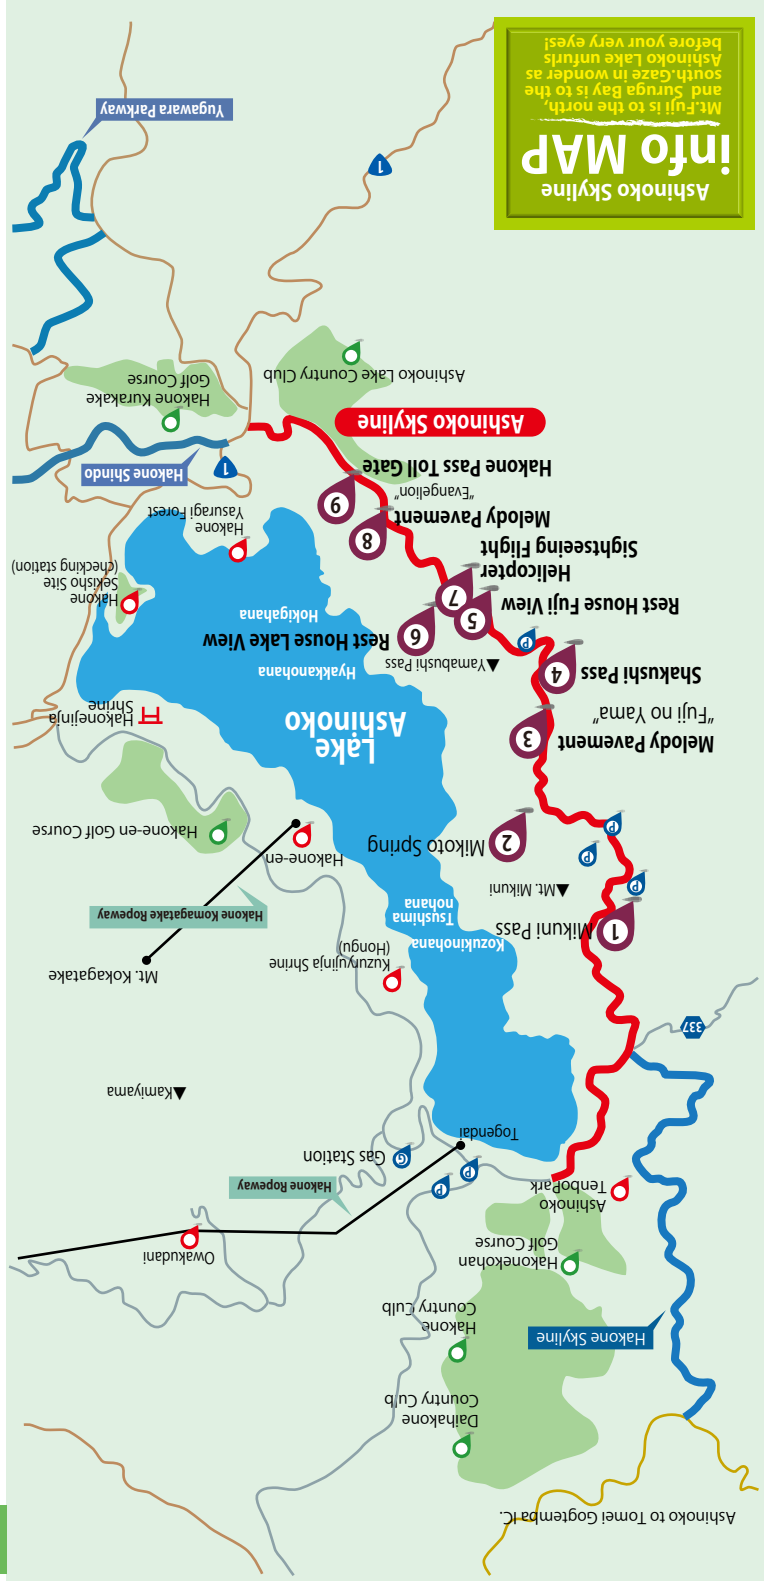 Ashinoko to Tomei Gogtemba IC.
Daihakone
Country Culb
Hakone
Country Culb
Hakone Skyline
Hakonekohan
Golf Course
Owakudani
Ashinoko
TenboPark
Hakone Ropeway
P
P
Gas Station
G
Togendai
▲Kamiyama
337
Mt. Kokagatake
Kuzuryujinja Shrine
(Hongu)
Kozukinohana
Tsushima
nohana
1
Mikuni Pass
Hakone Komagatake Ropeway
▲Mt. Mikuni
P
P
P
Hakone-en
2
Mikoto Spring
Hakone-en Golf Course
Lake
Ashinoko
3
Melody Pavement
"Fuji no Yama"
Hakonejinja
Shrine
4
Shakushi Pass
Hyakkanohana
▲Yamabushi Pass
P
6
Rest House Lake View
5
Rest House Fuji View
Hokigahana
7
Helicopter
Sightseeing Flight
Hakone
Sekisho Site
(checking station)
8
Melody Pavement
"Evangelion"
Hakone
Yasuragi Forest
9
Hakone Pass Toll Gate
Hakone Shindo
1
Ashinoko Skyline
Hakone Kurakake
Golf Course
Ashinoko Lake Country Club
1
Yugawara Parkway
Ashinoko Skyline
info MAP
Mt.Fuji is to the north,
and Suruga Bay is to the
south.Gaze in wonder as
Ashinoko Lake unfurls
before your very eyes!